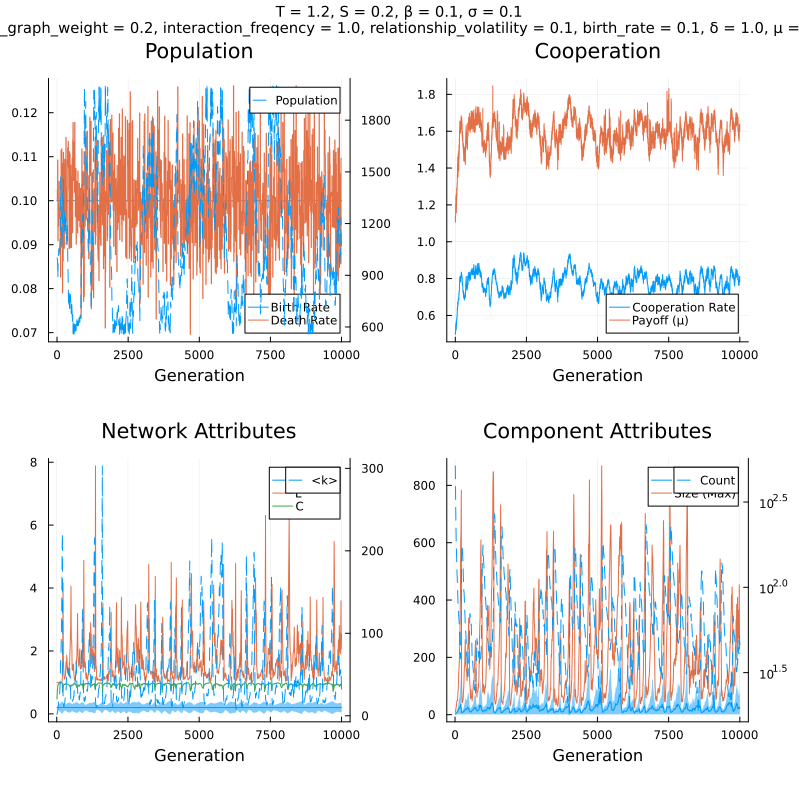 T = 1.2, S = 0.2, β = 0.1, σ = 0.1
_graph_weight = 0.2, interaction_freqency = 1.0, relationship_volatility = 0.1, birth_rate = 0.1, δ = 1.0, μ =
Population
Cooperation
0.12
0.11
0.10
0.09
0.08
0.07
1800
1500
1200
900
600
Population
Birth Rate
Death Rate
0
2500
5000
7500
10000
Generation
1.8
1.6
1.4
1.2
1.0
0.8
0.6
Cooperation Rate
Payoff (μ)
0
2500
5000
7500
10000
Generation
Network Attributes
Component Attributes
8
6
4
2
0
300
200
100
0
<k>
L
C
0
2500
5000
7500
10000
Generation
800
600
400
200
0
10^2.5
10^2.0
10^1.5
Count
Size (Max)
0
2500
5000
7500
10000
Generation